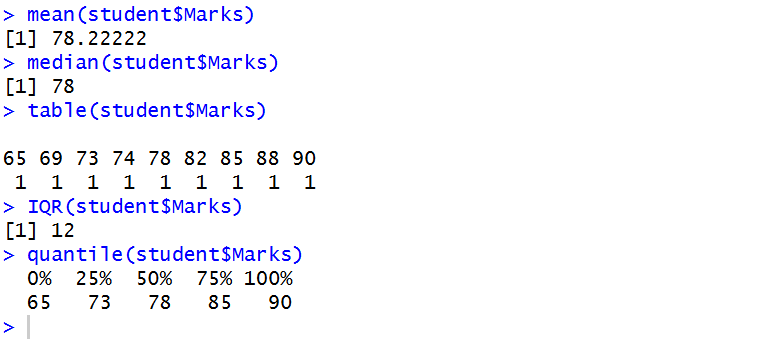 > mean(student$Marks)
[1] 78.22222
> median(student$Marks)
[1] 78
> table(student$Marks)

65 69 73 74 78 82 85 88 90
 1  1  1  1  1  1  1  1  1
> IQR(student$Marks)
[1] 12
> quantile(student$Marks)
  0%  25%  50%  75% 100%
  65   73   78   85   90
>